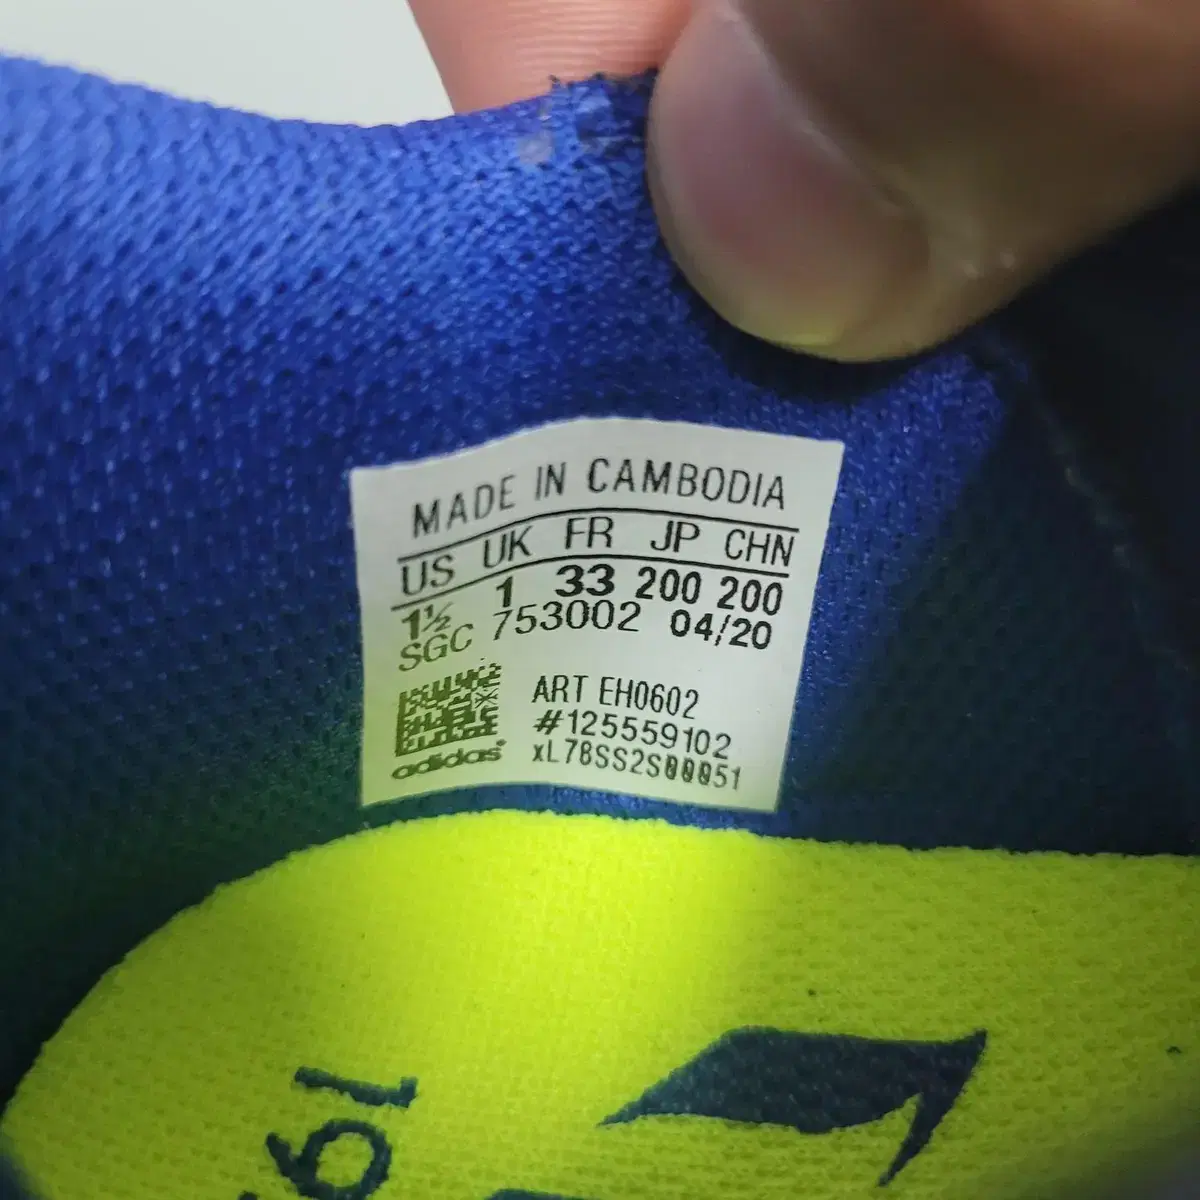 MADE IN CAMBODIA
US UK FR JP CHN
1½ 1 33 200 200
SGC 753002 04/20
ART EH0602
#125559102
xL78SS2S00051
adidas